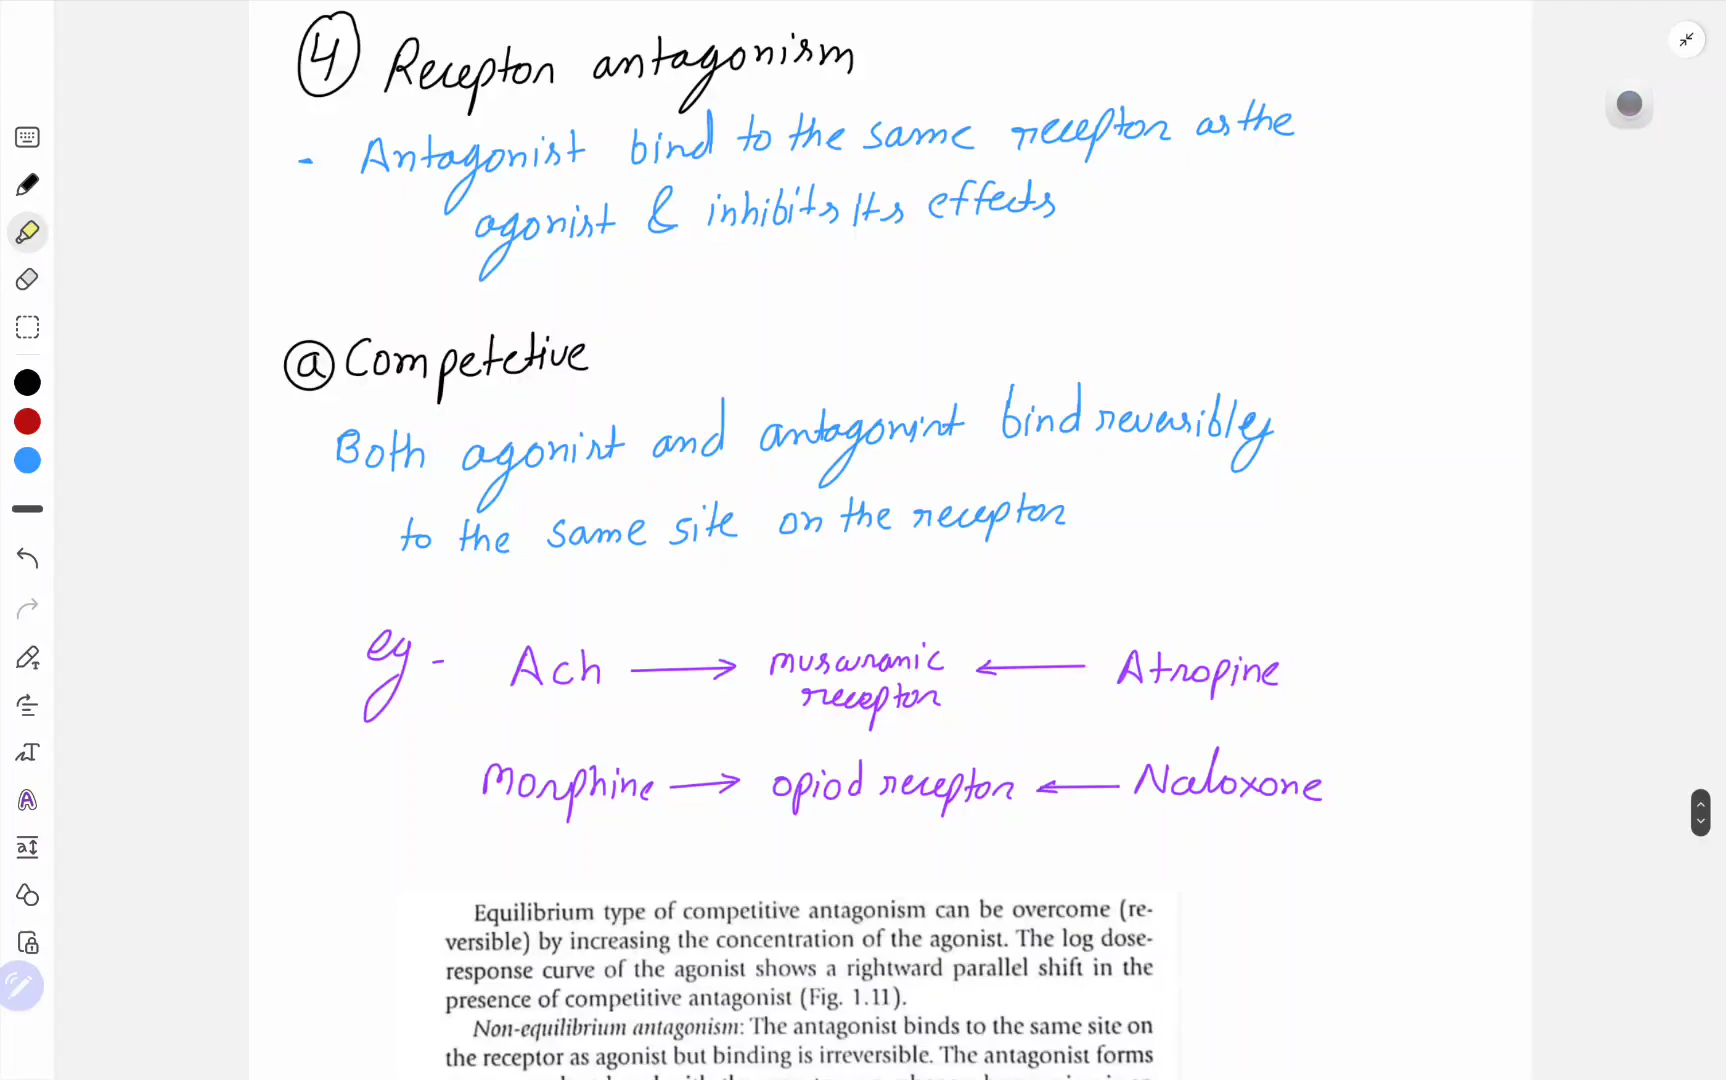 ④ Receptor antagonism
- Antagonist bind to the same receptor as the
agonist & inhibits Its effects
ⓐ Competetive
Both agonist and antagonist bind reversibley
to the same site on the receptor
eg - Ach → muscuranic receptor ← Atropine
Morphine → opiod receptor ← Naloxone
Equilibrium type of competitive antagonism can be overcome (re-
versible) by increasing the concentration of the agonist. The log dose-
response curve of the agonist shows a rightward parallel shift in the
presence of competitive antagonist (Fig. 1.11).
Non-equilibrium antagonism: The antagonist binds to the same site on
the receptor as agonist but binding is irreversible. The antagonist forms